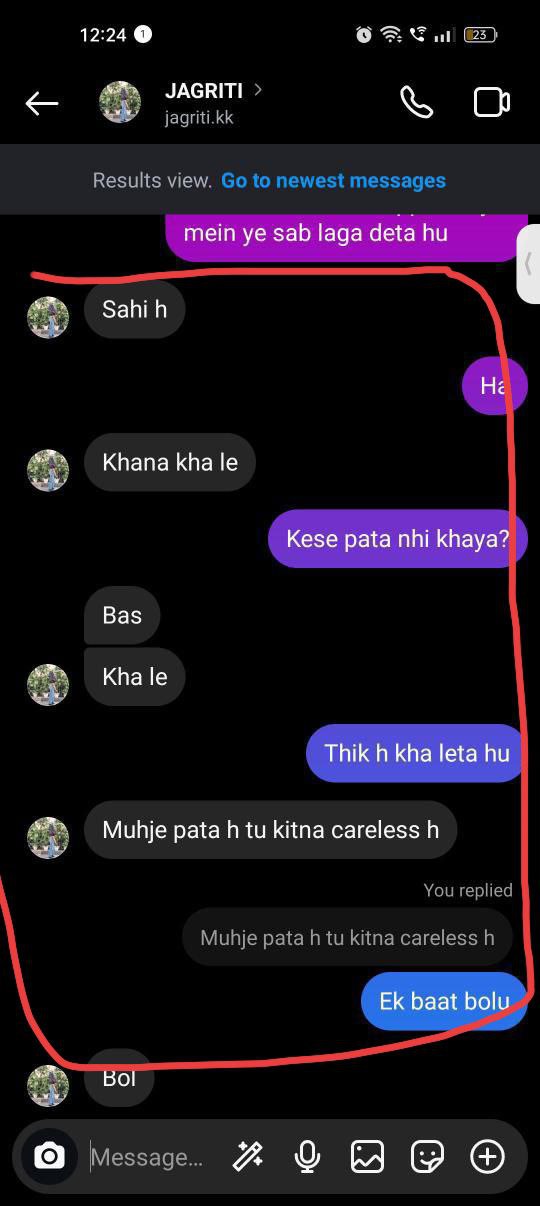 12:24 1
23
JAGRITI
jagriti.kk
Results view. Go to newest messages
mein ye sab laga deta hu
Sahi h
Ha
Khana kha le
Kese pata nhi khaya?
Bas
Kha le
Thik h kha leta hu
Muhje pata h tu kitna careless h
You replied
Muhje pata h tu kitna careless h
Ek baat bolu
Bol
Message...